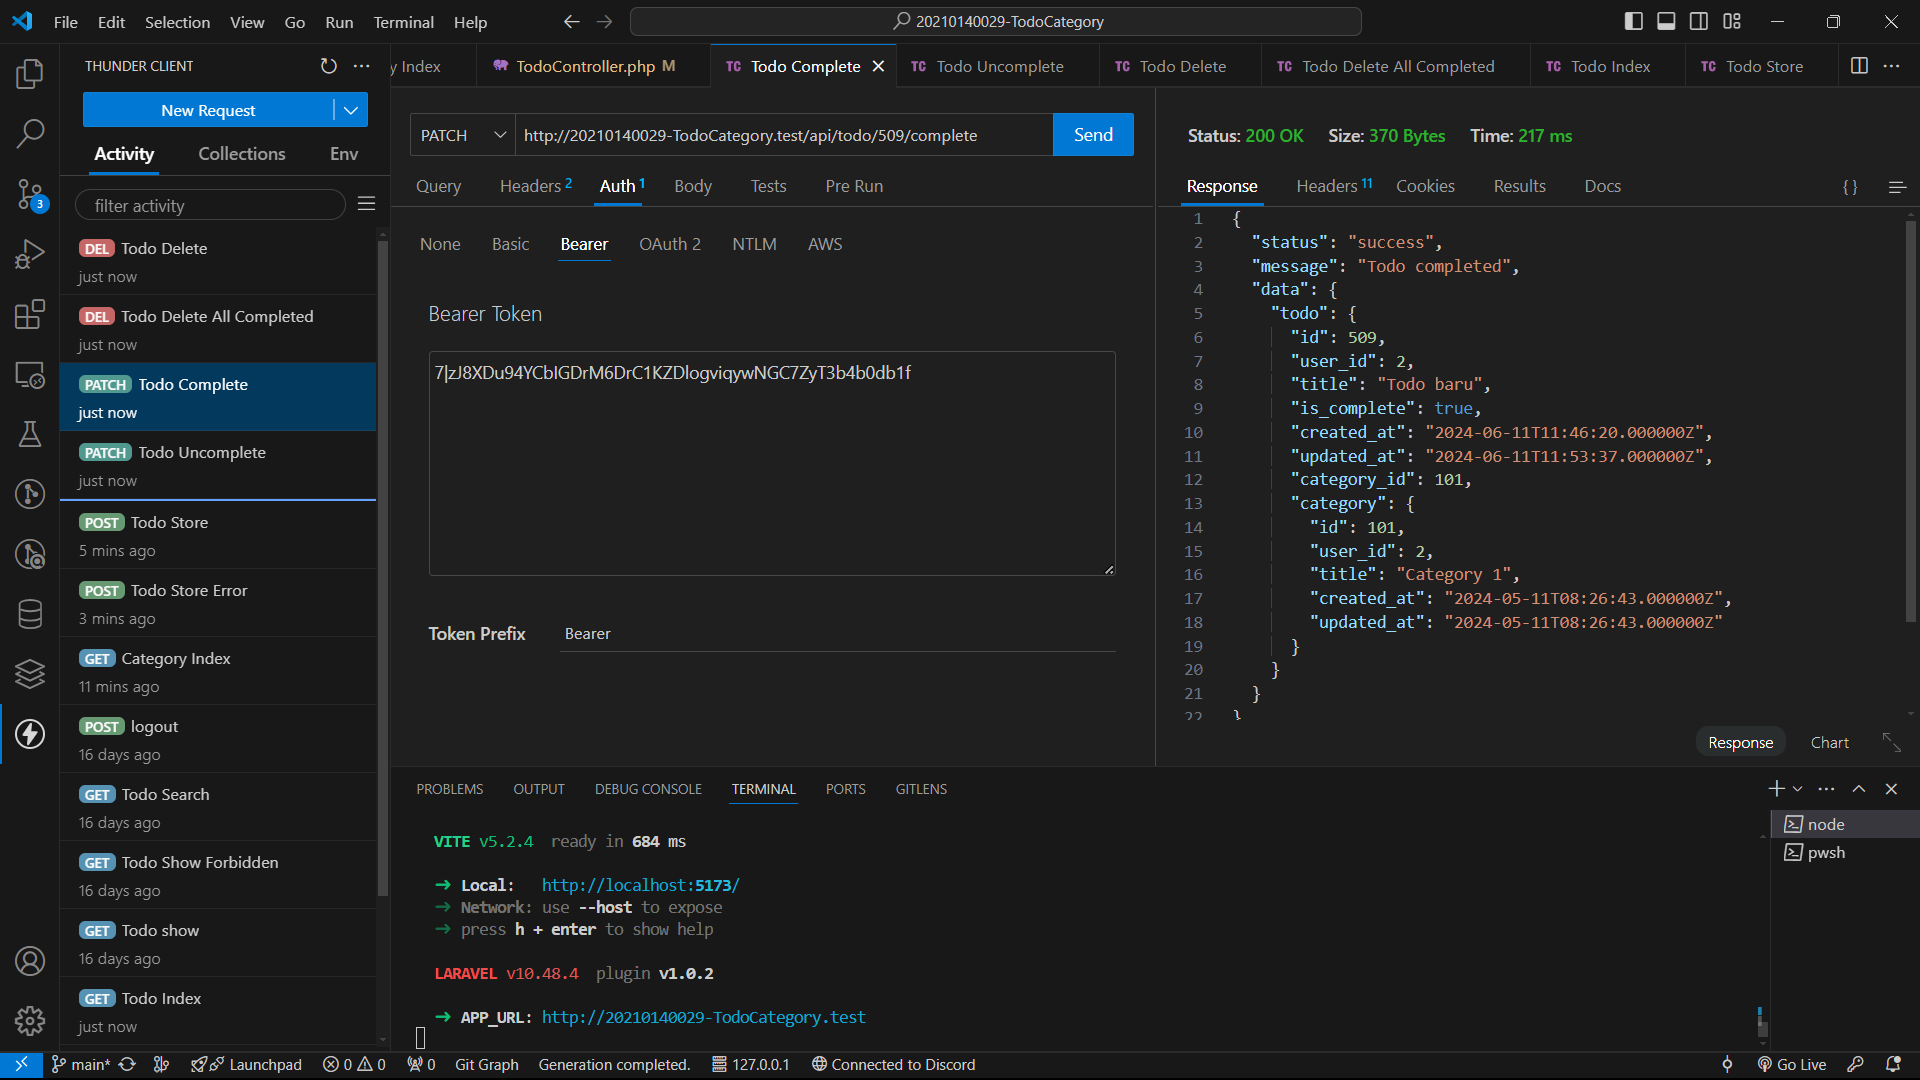 File Edit Selection View Go Run Terminal Help
20210140029-TodoCategory
THUNDER CLIENT
New Request
Activity Collections Env
filter activity
DEL Todo Delete
just now
DEL Todo Delete All Completed
just now
PATCH Todo Complete
just now
PATCH Todo Uncomplete
just now
POST Todo Store
5 mins ago
POST Todo Store Error
3 mins ago
GET Category Index
11 mins ago
POST logout
16 days ago
GET Todo Search
16 days ago
GET Todo Show Forbidden
16 days ago
GET Todo show
16 days ago
GET Todo Index
just now
3
y Index TodoController.php M TC Todo Complete TC Todo Uncomplete TC Todo Delete TC Todo Delete All Completed TC Todo Index TC Todo Store
PATCH http://20210140029-TodoCategory.test/api/todo/509/complete Send
Query Headers 2 Auth 1 Body Tests Pre Run
None Basic Bearer OAuth 2 NTLM AWS
Bearer Token
7|zJ8XDu94YCbIGDrM6DrC1KZDlogviqywNGC7ZyT3b4b0db1f
Token Prefix Bearer
Status: 200 OK Size: 370 Bytes Time: 217 ms
Response Headers 11 Cookies Results Docs {}
1 {
2 "status": "success",
3 "message": "Todo completed",
4 "data": {
5 "todo": {
6 "id": 509,
7 "user_id": 2,
8 "title": "Todo baru",
9 "is_complete": true,
10 "created_at": "2024-06-11T11:46:20.000000Z",
11 "updated_at": "2024-06-11T11:53:37.000000Z",
12 "category_id": 101,
13 "category": {
14 "id": 101,
15 "user_id": 2,
16 "title": "Category 1",
17 "created_at": "2024-05-11T08:26:43.000000Z",
18 "updated_at": "2024-05-11T08:26:43.000000Z"
19 }
20 }
21 }
22 }
Response Chart
PROBLEMS OUTPUT DEBUG CONSOLE TERMINAL PORTS GITLENS
VITE v5.2.4 ready in 684 ms
➜ Local: http://localhost:5173/
➜ Network: use --host to expose
➜ press h + enter to show help
LARAVEL v10.48.4 plugin v1.0.2
➜ APP_URL: http://20210140029-TodoCategory.test
node
pwsh
main* Launchpad 0 0 0 Git Graph Generation completed. 127.0.0.1 Connected to Discord Go Live